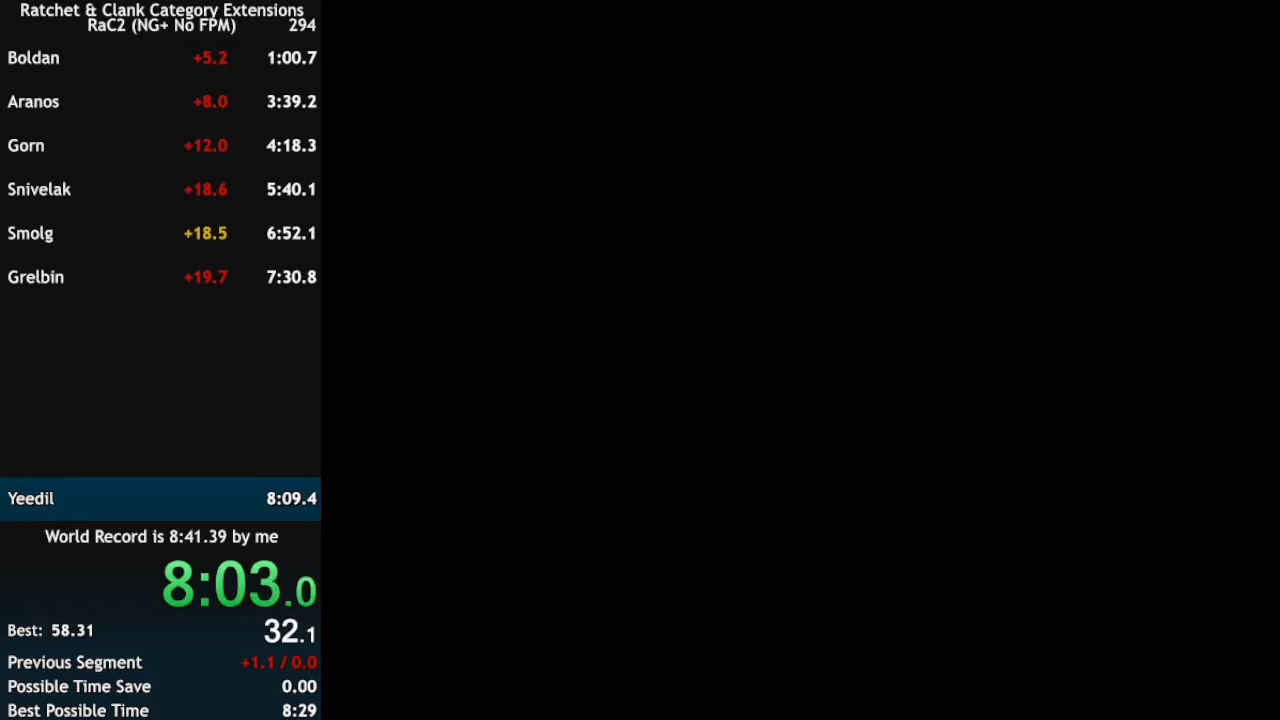 Ratchet & Clank Category Extensions
RaC2 (NG+ No FPM) 294
Boldan +5.2 1:00.7
Aranos +8.0 3:39.2
Gorn +12.0 4:18.3
Snivelak +18.6 5:40.1
Smolg +18.5 6:52.1
Grelbin +19.7 7:30.8
Yeedil 8:09.4
World Record is 8:41.39 by me
8:03.0
Best: 58.31 32.1
Previous Segment +1.1 / 0.0
Possible Time Save 0.00
Best Possible Time 8:29